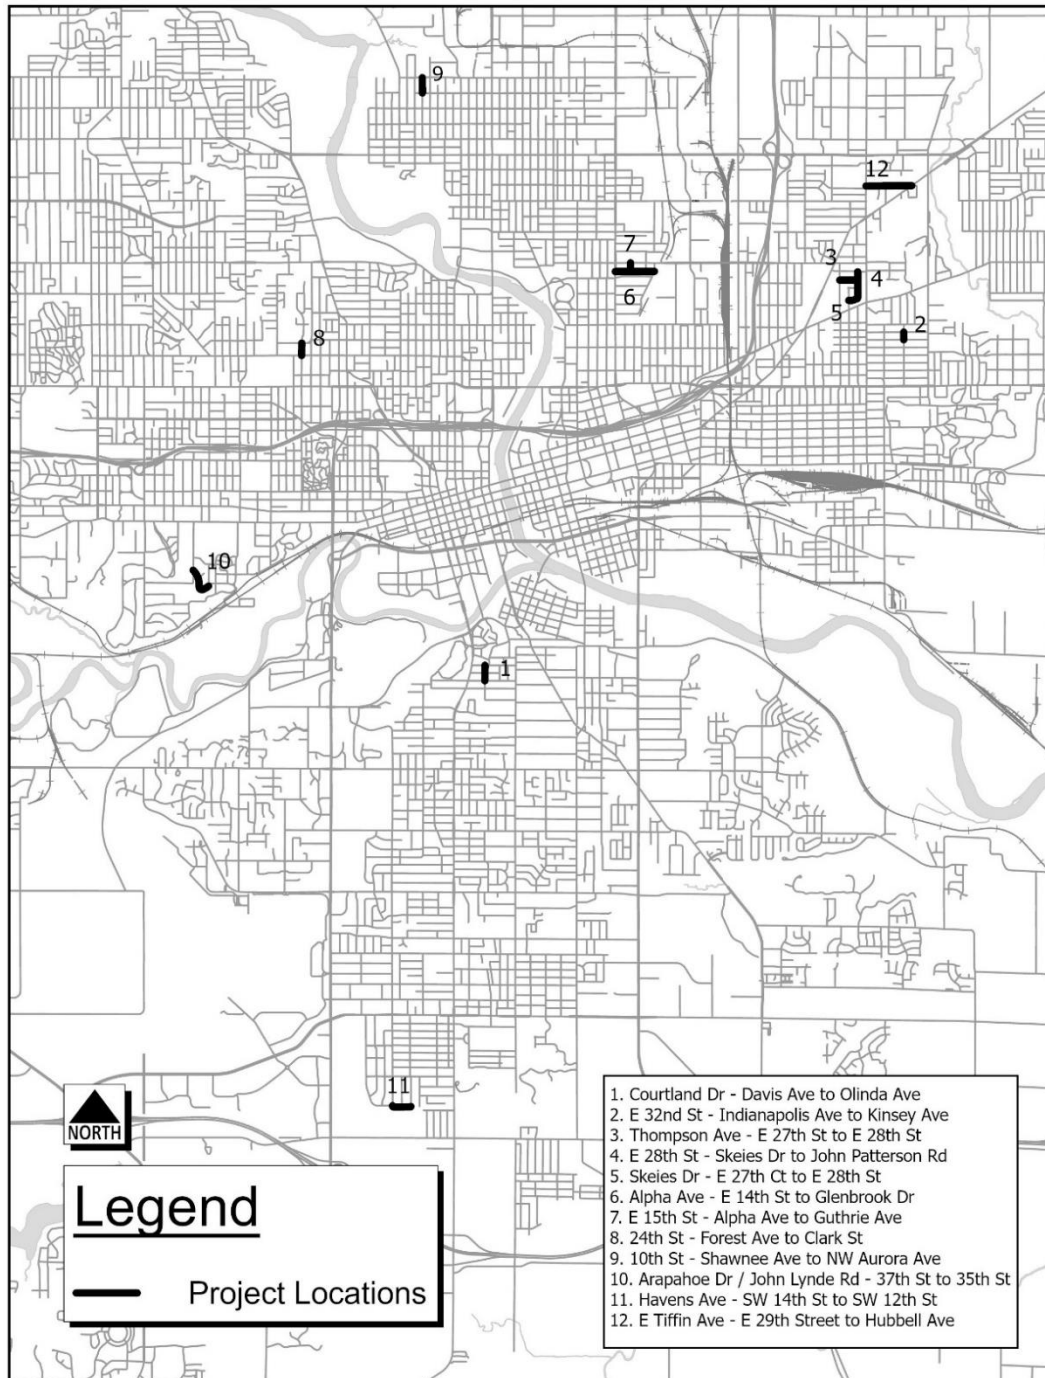 9
12
7
3
4
6
5
2
8
10
1
11
NORTH
Legend
Project Locations
1. Courtland Dr - Davis Ave to Olinda Ave
2. E 32nd St - Indianapolis Ave to Kinsey Ave
3. Thompson Ave - E 27th St to E 28th St
4. E 28th St - Skeies Dr to John Patterson Rd
5. Skeies Dr - E 27th Ct to E 28th St
6. Alpha Ave - E 14th St to Glenbrook Dr
7. E 15th St - Alpha Ave to Guthrie Ave
8. 24th St - Forest Ave to Clark St
9. 10th St - Shawnee Ave to NW Aurora Ave
10. Arapahoe Dr / John Lynde Rd - 37th St to 35th St
11. Havens Ave - SW 14th St to SW 12th St
12. E Tiffin Ave - E 29th Street to Hubbell Ave